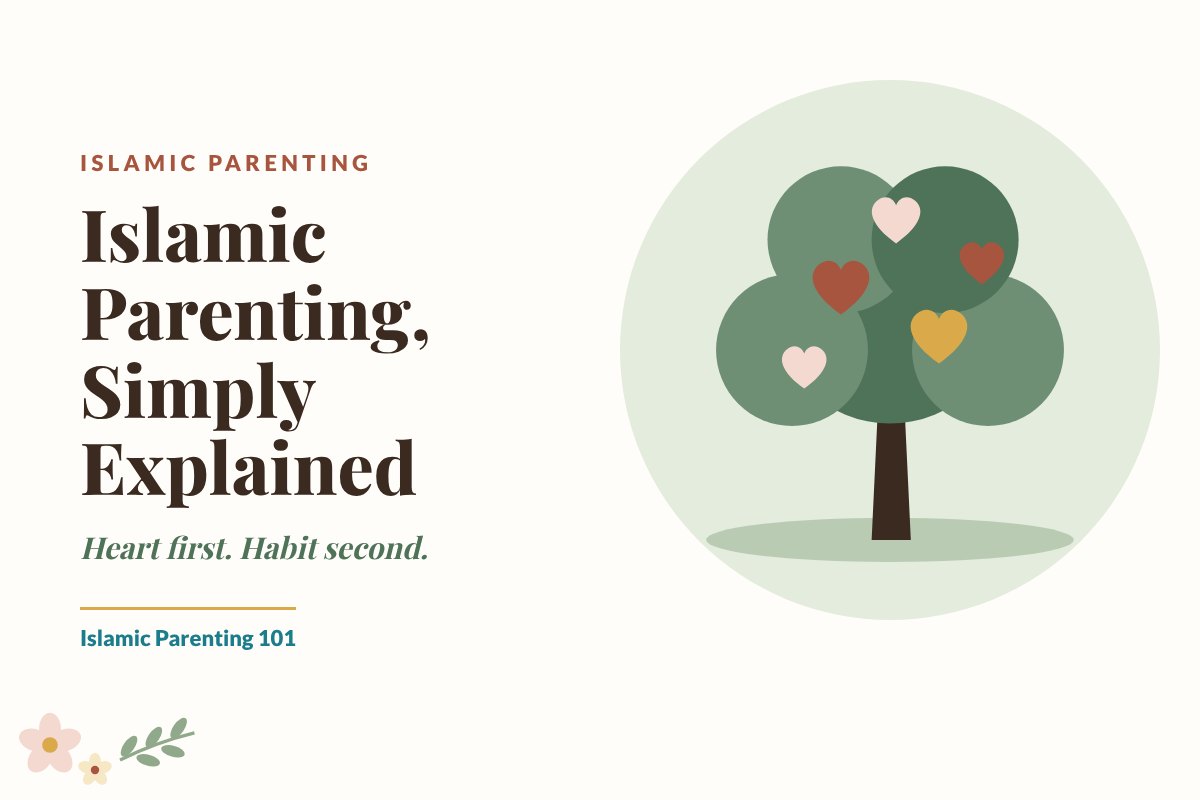 ISLAMIC PARENTING
Islamic
Parenting,
Simply
Explained
Heart first. Habit second.
Islamic Parenting 101